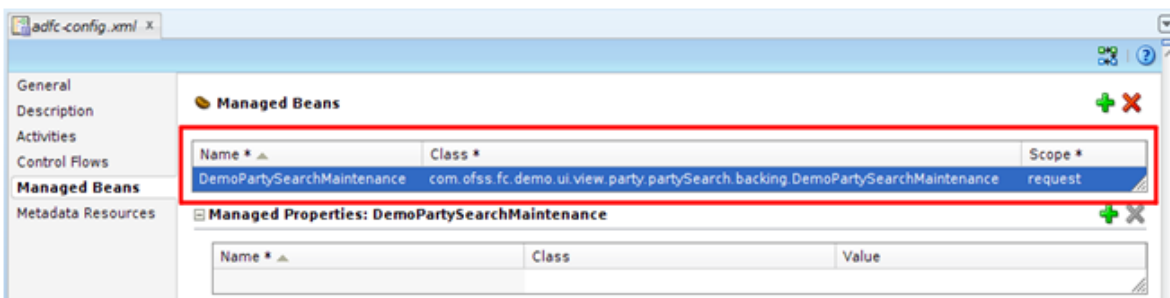 adfc-config.xml x
General
Description
Activities
Control Flows
Managed Beans
Metadata Resources
Managed Beans
Name * Class * Scope *
DemoPartySearchMaintenance com.ofss.fc.demo.ui.view.party.partySearch.backing.DemoPartySearchMaintenance request
Managed Properties: DemoPartySearchMaintenance
Name * Class Value